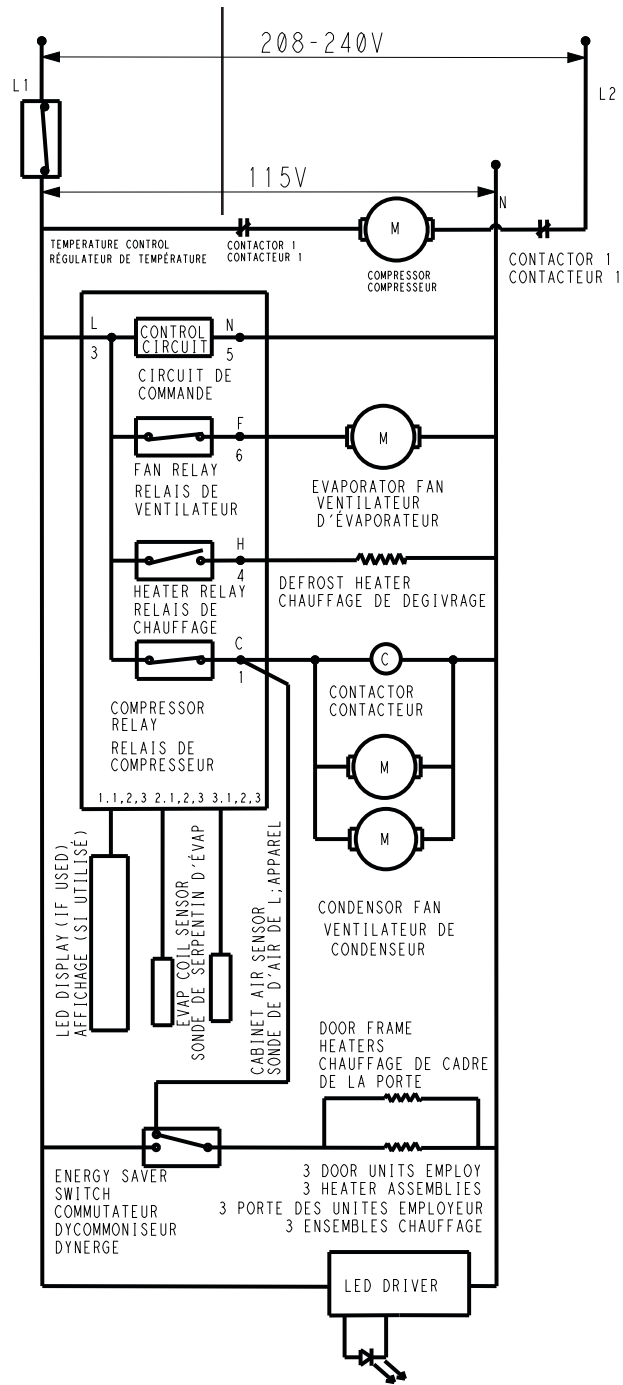 208-240V
L1
L2
115V
N
M
TEMPERATURE CONTROL
RÉGULATEUR DE TEMPÉRATURE
CONTACTOR 1
CONTACTEUR 1
COMPRESSOR
COMPRESSEUR
CONTACTOR 1
CONTACTEUR 1
L
3
CONTROL
CIRCUIT
N
5
CIRCUIT DE
COMMANDE
F
6
M
FAN RELAY
RELAIS DE
VENTILATEUR
EVAPORATOR FAN
VENTILATEUR
D'ÉVAPORATEUR
H
4
HEATER RELAY
RELAIS DE
CHAUFFAGE
DEFROST HEATER
CHAUFFAGE DE DEGIVRAGE
C
1
C
COMPRESSOR
RELAY
RELAIS DE
COMPRESSEUR
CONTACTOR
CONTACTEUR
M
M
1.1,2,3 2.1,2,3 3.1,2,3
LED DISPLAY (IF USED)
AFFICHAGE (SI UTILISÉ)
EVAP COIL SENSOR
SONDE DE SERPENTIN D'ÉVAP
CABINET AIR SENSOR
SONDE DE D'AIR DE L;APPAREL
CONDENSOR FAN
VENTILATEUR DE
CONDENSEUR
DOOR FRAME
HEATERS
CHAUFFAGE DE CADRE
DE LA PORTE
ENERGY SAVER
SWITCH
COMMUTATEUR
DYCOMMONISEUR
DYNERGE
3 DOOR UNITS EMPLOY
3 HEATER ASSEMBLIES
3 PORTE DES UNITES EMPLOYEUR
3 ENSEMBLES CHAUFFAGE
LED DRIVER